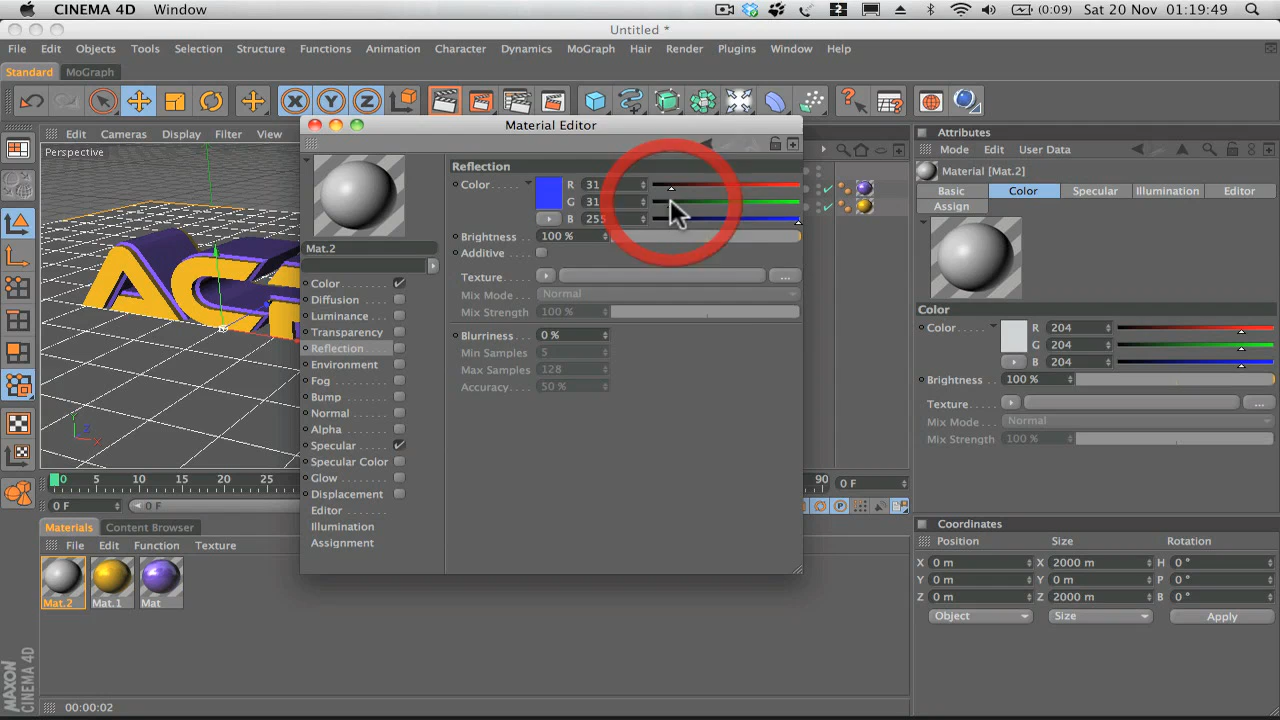 CINEMA 4D Window (0:09) Sat 20 Nov 01:19:49
Untitled *
File Edit Objects Tools Selection Structure Functions Animation Character Dynamics MoGraph Hair Render Plugins Window Help
Standard MoGraph
X Y Z
Edit Cameras Display Filter View
Perspective
Material Editor
Reflection
Color R 31
G 31
B 255
Brightness 100 %
Additive
Texture ...
Mix Mode Normal
Mix Strength 100 %
Blurriness 0 %
Min Samples 5
Max Samples 128
Accuracy 50 %
Mat.2
Color
Diffusion
Luminance
Transparency
Reflection
Environment
Fog
Bump
Normal
Alpha
Specular
Specular Color
Glow
Displacement
Editor
Illumination
Assignment
Attributes
Mode Edit User Data
Material [Mat.2]
Basic Color Specular Illumination Editor
Assign
Color
Color R 204
G 204
B 204
Brightness 100 %
Texture ...
Mix Mode Normal
Mix Strength 100 %
Y
Z
X
0 5 10 15 20 25 90 0 F
0 F 0 F
Materials Content Browser
File Edit Function Texture
Mat.2 Mat.1 Mat
Coordinates
Position Size Rotation
X 0 m X 2000 m H 0 °
Y 0 m Y 0 m P 0 °
Z 0 m Z 2000 m B 0 °
Object Size Apply
MAXON
CINEMA 4D
00:00:02